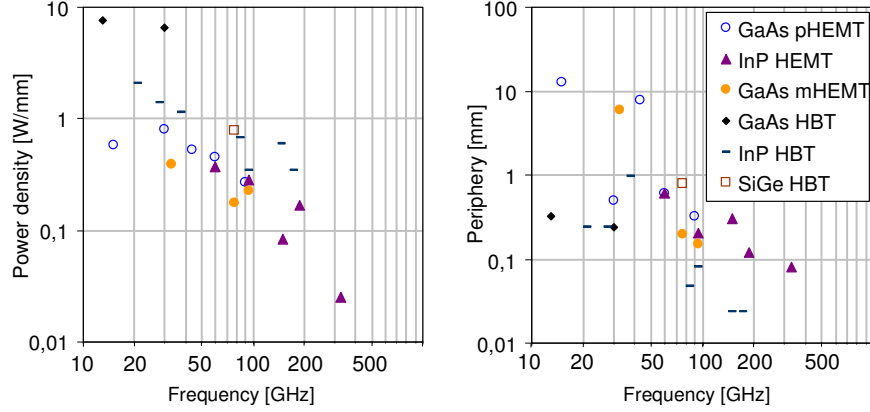 10
1
0,1
0,01
Power density [W/mm]
10
20
50
100
200
500
Frequency [GHz]
100
10
1
0,1
0,01
Periphery [mm]
10
20
50
100
200
500
Frequency [GHz]
GaAs pHEMT
InP HEMT
GaAs mHEMT
GaAs HBT
InP HBT
SiGe HBT